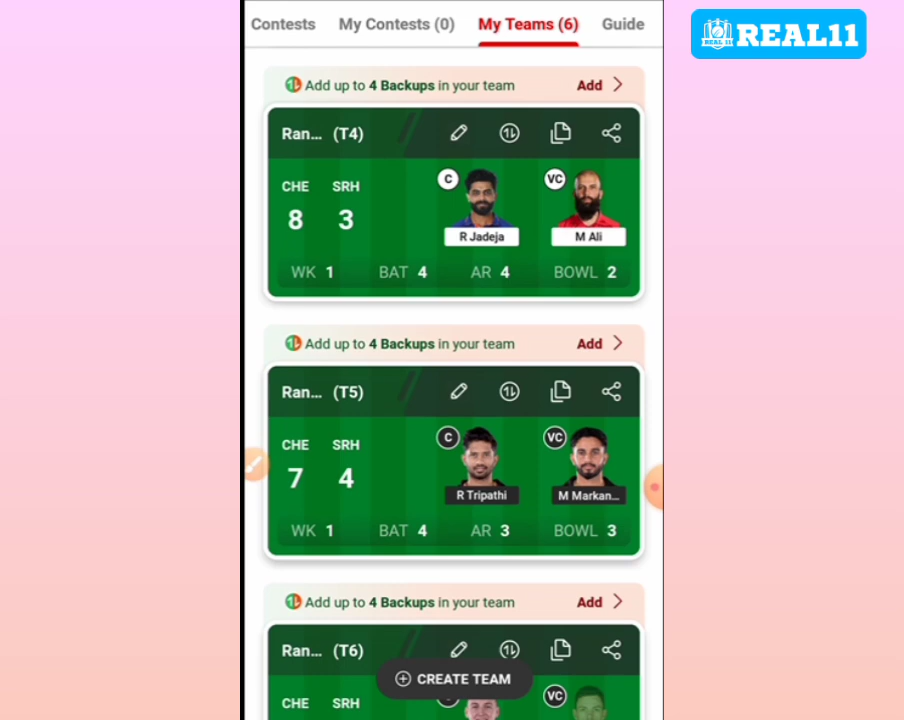 REAL11
REAL11
Contests My Contests (0) My Teams (6) Guide
Add up to 4 Backups in your team Add
Ran... (T4)
C VC
CHE SRH
8 3
R Jadeja M Ali
WK 1 BAT 4 AR 4 BOWL 2
Add up to 4 Backups in your team Add
Ran... (T5)
C VC
CHE SRH
7 4
R Tripathi M Markan...
WK 1 BAT 4 AR 3 BOWL 3
Add up to 4 Backups in your team Add
Ran... (T6)
CREATE TEAM
VC
CHE SRH